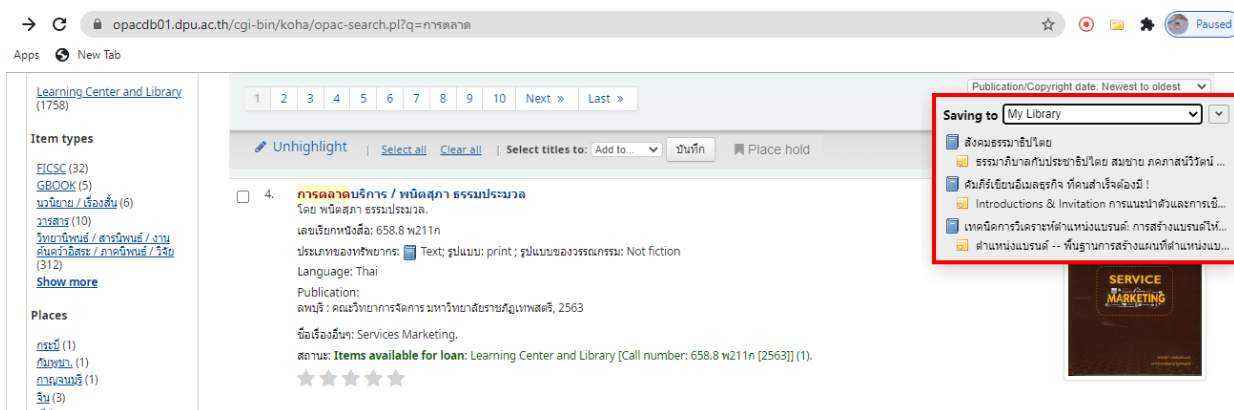 opacdb01.dpu.ac.th/cgi-bin/koha/opac-search.pl?q=การตลาด
Paused
Apps New Tab
Learning Center and Library
(1758)
Item types
FICSC (32)
GBOOK (5)
นวนิยาย / เรื่องสั้น (6)
วารสาร (10)
วิทยานิพนธ์ / สารนิพนธ์ / งาน
ค้นคว้าอิสระ / ภาคนิพนธ์ / วิจัย
(312)
Show more
Places
กระบี่ (1)
กัมพูชา. (1)
กาญจนบุรี (1)
จีน (3)
1 2 3 4 5 6 7 8 9 10 Next » Last »
Publication/Copyright date: Newest to oldest
Unhighlight | Select all Clear all | Select titles to: Add to... บันทึก Place hold
4. การตลาดบริการ / พนิตสุภา ธรรมประมวล
โดย พนิตสุภา ธรรมประมวล.
เลขเรียกหนังสือ: 658.8 พ211ก
ประเภทของทรัพยากร: Text; รูปแบบ: print ; รูปแบบของวรรณกรรม: Not fiction
Language: Thai
Publication:
ลพบุรี : คณะวิทยาการจัดการ มหาวิทยาลัยราชภัฏเทพสตรี, 2563
ชื่อเรื่องอื่นๆ: Services Marketing.
สถานะ: Items available for loan: Learning Center and Library [Call number: 658.8 พ211ก [2563]] (1).
Saving to My Library
สังคมธรรมาธิปไตย
ธรรมาภิบาลกับประชาธิปไตย สมชาย ภคภาสน์วิวัตน์ ...
คัมภีร์เขียนอีเมลธุรกิจ ที่คนสำเร็จต้องมี !
Introductions & Invitation การแนะนำตัวและการเชิ...
เทคนิคการวิเคราะห์ตำแหน่งแบรนด์: การสร้างแบรนด์ให้...
ตำแหน่งแบรนด์ -- พื้นฐานการสร้างแผนที่ตำแหน่งแบ...
SERVICE
MARKETING